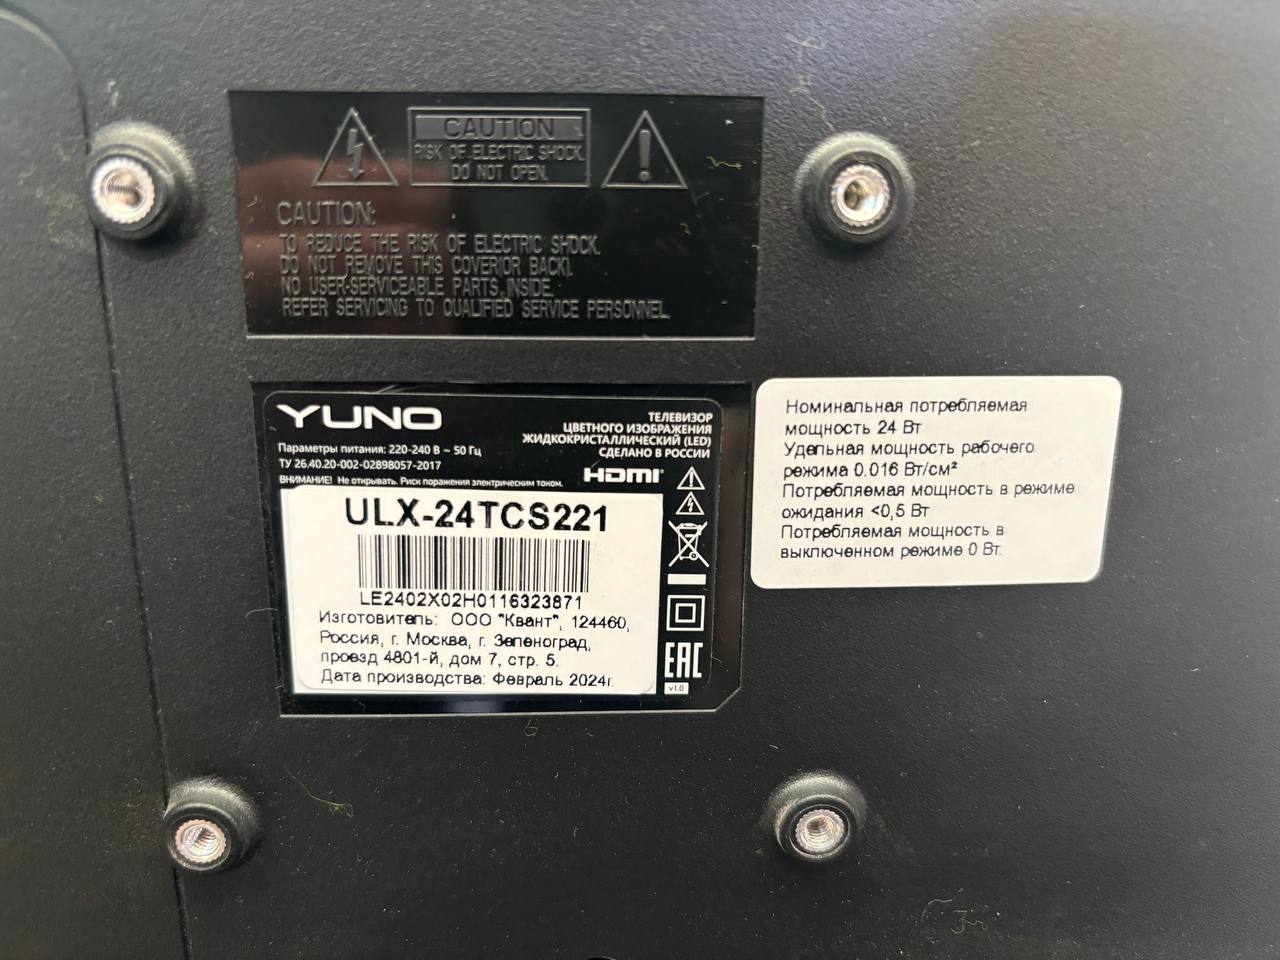 CAUTION
RISK OF ELECTRIC SHOCK.
DO NOT OPEN.
CAUTION:
TO REDUCE THE RISK OF ELECTRIC SHOCK.
DO NOT REMOVE THIS COVER(OR BACK).
NO USER-SERVICEABLE PARTS. INSIDE.
REFER SERVICING TO QUALIFIED SERVICE PERSONNEL.
YUNO
Параметры питания: 220-240 В ~ 50 Гц
ТУ 26.40.20-002-02898057-2017
ВНИМАНИЕ! Не открывать. Риск поражения электрическим током.
ТЕЛЕВИЗОР
ЦВЕТНОГО ИЗОБРАЖЕНИЯ
ЖИДКОКРИСТАЛЛИЧЕСКИЙ (LED)
СДЕЛАНО В РОССИИ
HDMI
ULX-24TCS221
LE2402X02H0116323871
Изготовитель: ООО "Квант", 124460,
Россия, г. Москва, г. Зеленоград,
проезд 4801-й, дом 7, стр. 5.
Дата производства: Февраль 2024г.
EAC
v1.0
Номинальная потребляемая
мощность 24 Вт
Удельная мощность рабочего
режима 0.016 Вт/см²
Потребляемая мощность в режиме
ожидания <0,5 Вт
Потребляемая мощность в
выключенном режиме 0 Вт.